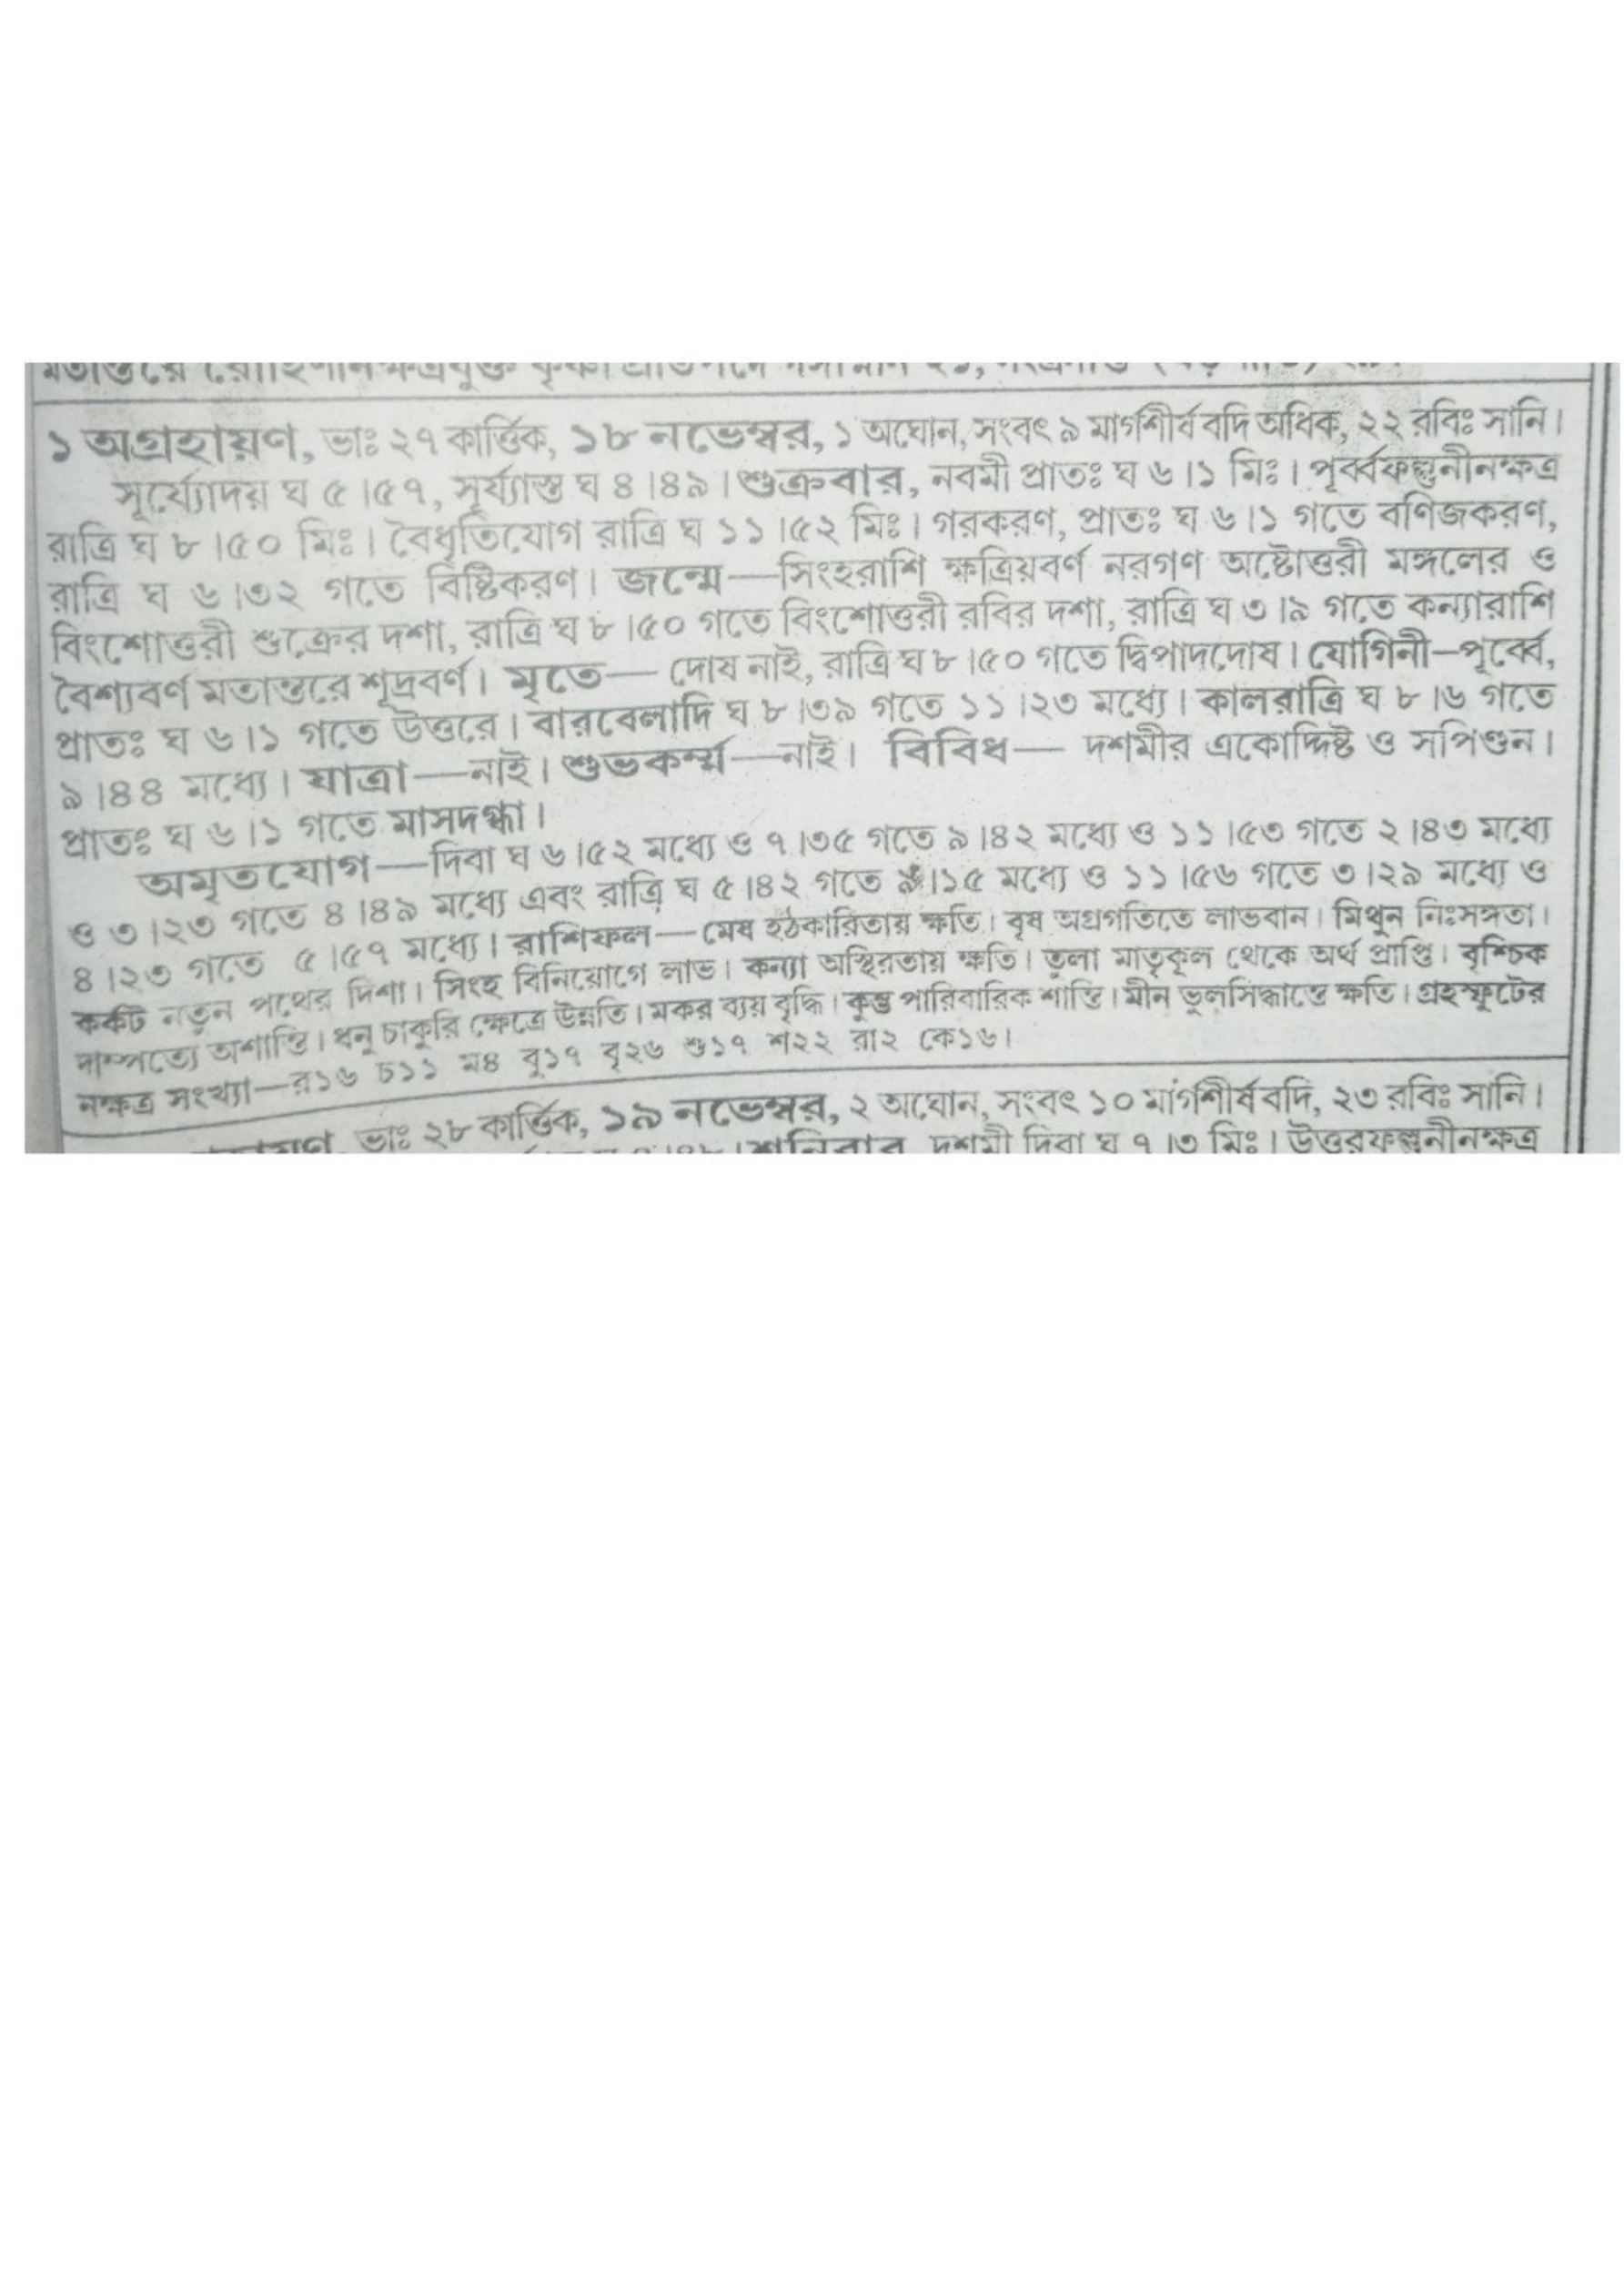 ১ অগ্রহায়ণ, ভাঃ ২৭ কার্ত্তিক, ১৮ নভেম্বর, ১ অঘোন, সংবৎ ৯ মার্গশীর্ষ বদি অধিক, ২২ রবিঃ সানি।
সূর্য্যোদয় ঘ ৫।৫৭, সূর্য্যাস্ত ঘ ৪।৪৯। শুক্রবার, নবমী প্রাতঃ ঘ ৬।১ মিঃ। পূর্ব্বফল্গুনীনক্ষত্র
রাত্রি ঘ ৮।৫০ মিঃ। বৈধৃতিযোগ রাত্রি ঘ ১১।৫২ মিঃ। গরকরণ, প্রাতঃ ঘ ৬।১ গতে বণিজকরণ,
রাত্রি ঘ ৬।৩২ গতে বিষ্টিকরণ। জন্মে—সিংহরাশি ক্ষত্রিয়বর্ণ নরগণ অষ্টোত্তরী মঙ্গলের ও
বিংশোত্তরী শুক্রের দশা, রাত্রি ঘ ৮।৫০ গতে বিংশোত্তরী রবির দশা, রাত্রি ঘ ৩।৯ গতে কন্যারাশি
বৈশ্যবর্ণ মতান্তরে শূদ্রবর্ণ। মৃতে— দোষ নাই, রাত্রি ঘ ৮।৫০ গতে দ্বিপাদদোষ। যোগিনী—পূর্ব্বে,
প্রাতঃ ঘ ৬।১ গতে উত্তরে। বারবেলাদি ঘ ৮।৩৯ গতে ১১।২৩ মধ্যে। কালরাত্রি ঘ ৮।৬ গতে
৯।৪৪ মধ্যে। যাত্রা—নাই। শুভকর্ম্ম—নাই। বিবিধ— দশমীর একোদ্দিষ্ট ও সপিণ্ডন।
প্রাতঃ ঘ ৬।১ গতে মাসদগ্ধা।
অমৃতযোগ—দিবা ঘ ৬।৫২ মধ্যে ও ৭।৩৫ গতে ৯।৪২ মধ্যে ও ১১।৫৩ গতে ২।৪৩ মধ্যে
ও ৩।২৩ গতে ৪।৪৯ মধ্যে এবং রাত্রি ঘ ৫।৪২ গতে ৯।১৫ মধ্যে ও ১১।৫৬ গতে ৩।২৯ মধ্যে ও
৪।২৩ গতে ৫।৫৭ মধ্যে। রাশিফল—মেষ হঠকারিতায় ক্ষতি। বৃষ অগ্রগতিতে লাভবান। মিথুন নিঃসঙ্গতা।
কর্কট নতুন পথের দিশা। সিংহ বিনিয়োগে লাভ। কন্যা অস্থিরতায় ক্ষতি। তুলা মাতৃকূল থেকে অর্থ প্রাপ্তি। বৃশ্চিক
দাম্পত্যে অশান্তি। ধনু চাকুরি ক্ষেত্রে উন্নতি। মকর ব্যয় বৃদ্ধি। কুম্ভ পারিবারিক শান্তি। মীন ভুলসিদ্ধান্তে ক্ষতি। গ্রহস্ফুটের
নক্ষত্র সংখ্যা—র১৬ চ১১ ম৪ বু১৭ বৃ২৬ শু১৭ শ২২ রা২ কে১৬।
ভাঃ ২৮ কার্ত্তিক, ১৯ নভেম্বর, ২ অঘোন, সংবৎ ১০ মার্গশীর্ষ বদি, ২৩ রবিঃ সানি।
শনিবার দশমী দিবা ঘ ৭।৩ মিঃ। উত্তরফল্গুনীনক্ষত্র